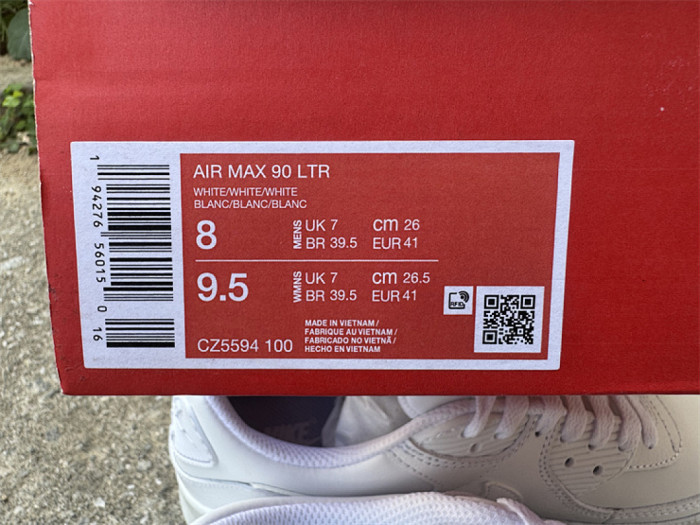 AIR MAX 90 LTR
WHITE/WHITE/WHITE
BLANC/BLANC/BLANC
8 MENS UK 7 cm 26
BR 39.5 EUR 41
9.5 WMNS UK 7 cm 26.5
BR 39.5 EUR 41
CZ5594 100
MADE IN VIETNAM /
FABRIQUE AU VIETNAM /
FABRICADO NO VIETNÃ /
HECHO EN VIETNAM
RFID
1 94276 56015 0 16
NIKE